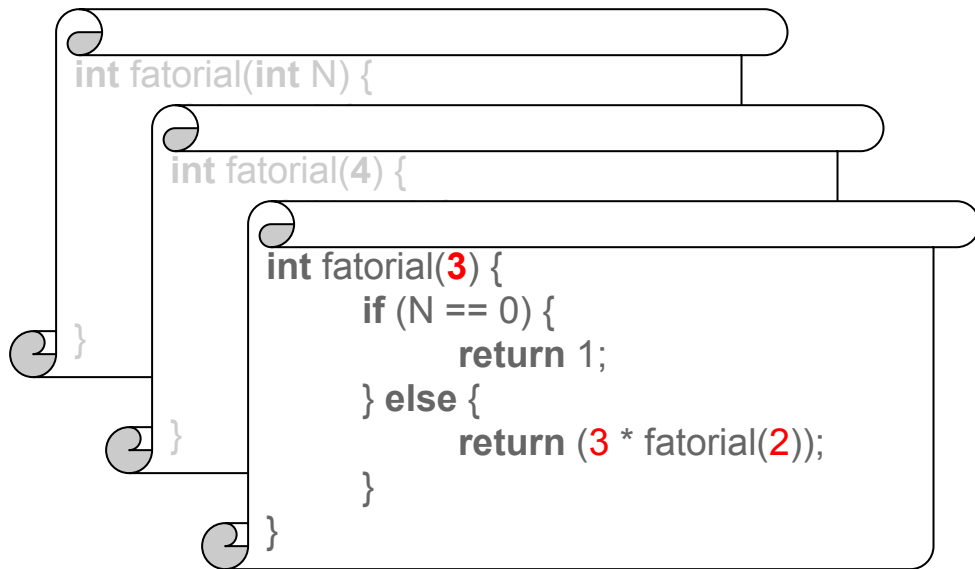 int fatorial(int N) {
}
int fatorial(4) {
}
int fatorial(3) {
if (N == 0) {
return 1;
} else {
return (3 * fatorial(2));
}
}